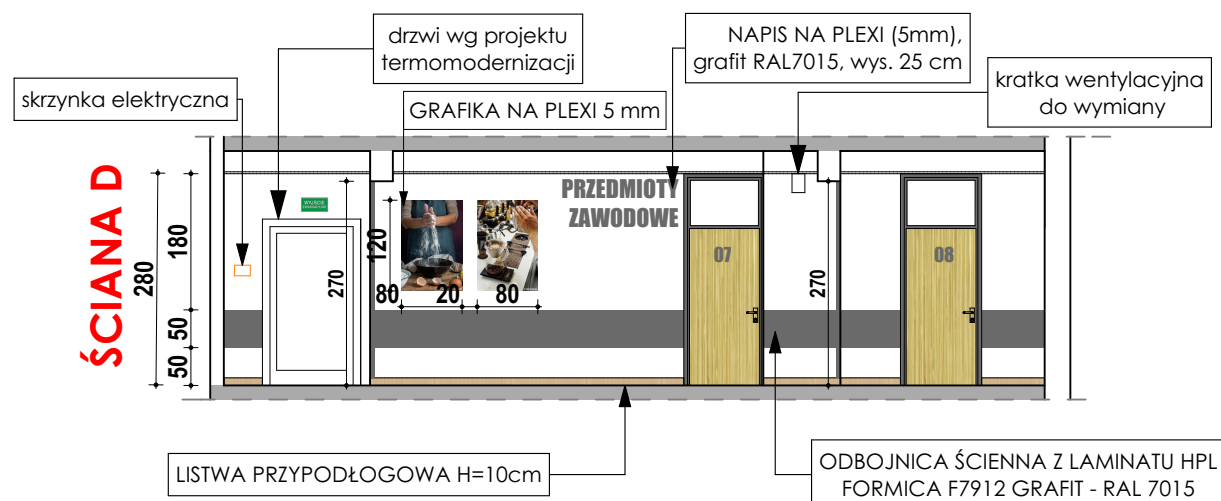 drzwi wg projektu
termomodernizacji
NAPIS NA PLEXI (5mm),
grafit RAL7015, wys. 25 cm
skrzynka elektryczna
GRAFIKA NA PLEXI 5 mm
kratka wentylacyjna
do wymiany
ŚCIANA D
280
180
50
50
WYJŚCIE
270
120
80
20
80
PRZEDMIOTY
ZAWODOWE
07
270
08
LISTWA PRZYPODŁOGOWA H=10cm
ODBOJNICA ŚCIENNA Z LAMINATU HPL
FORMICA F7912 GRAFIT - RAL 7015